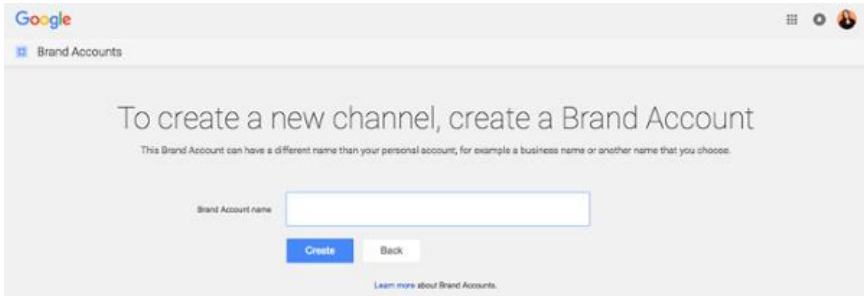 Google
Brand Accounts
To create a new channel, create a Brand Account
This Brand Account can have a different name than your personal account, for example a business name or another name that you choose.
Brand Account name
Create Back
Learn more about Brand Accounts.